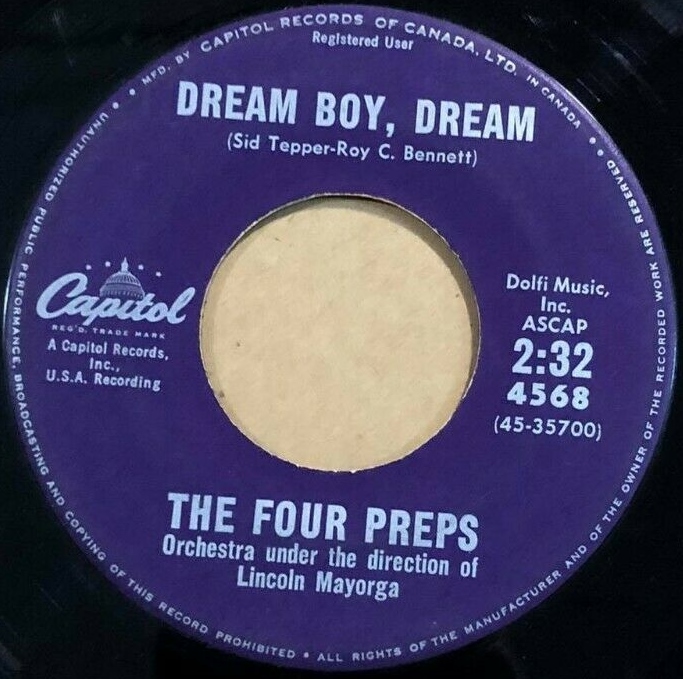 • MFD. BY CAPITOL RECORDS OF CANADA, LTD. IN CANADA •
Registered User
DREAM BOY, DREAM
(Sid Tepper-Roy C. Bennett)
Capitol
REG'D. TRADE MARK
A Capitol Records,
Inc.,
U.S.A. Recording
Dolfi Music,
Inc.
ASCAP
2:32
4568
(45-35700)
THE FOUR PREPS
Orchestra under the direction of
Lincoln Mayorga
UNAUTHORIZED PUBLIC PERFORMANCE, BROADCASTING AND COPYING OF THIS RECORD PROHIBITED • ALL RIGHTS OF THE MANUFACTURER AND OF THE OWNER OF THE RECORDED WORK ARE RESERVED